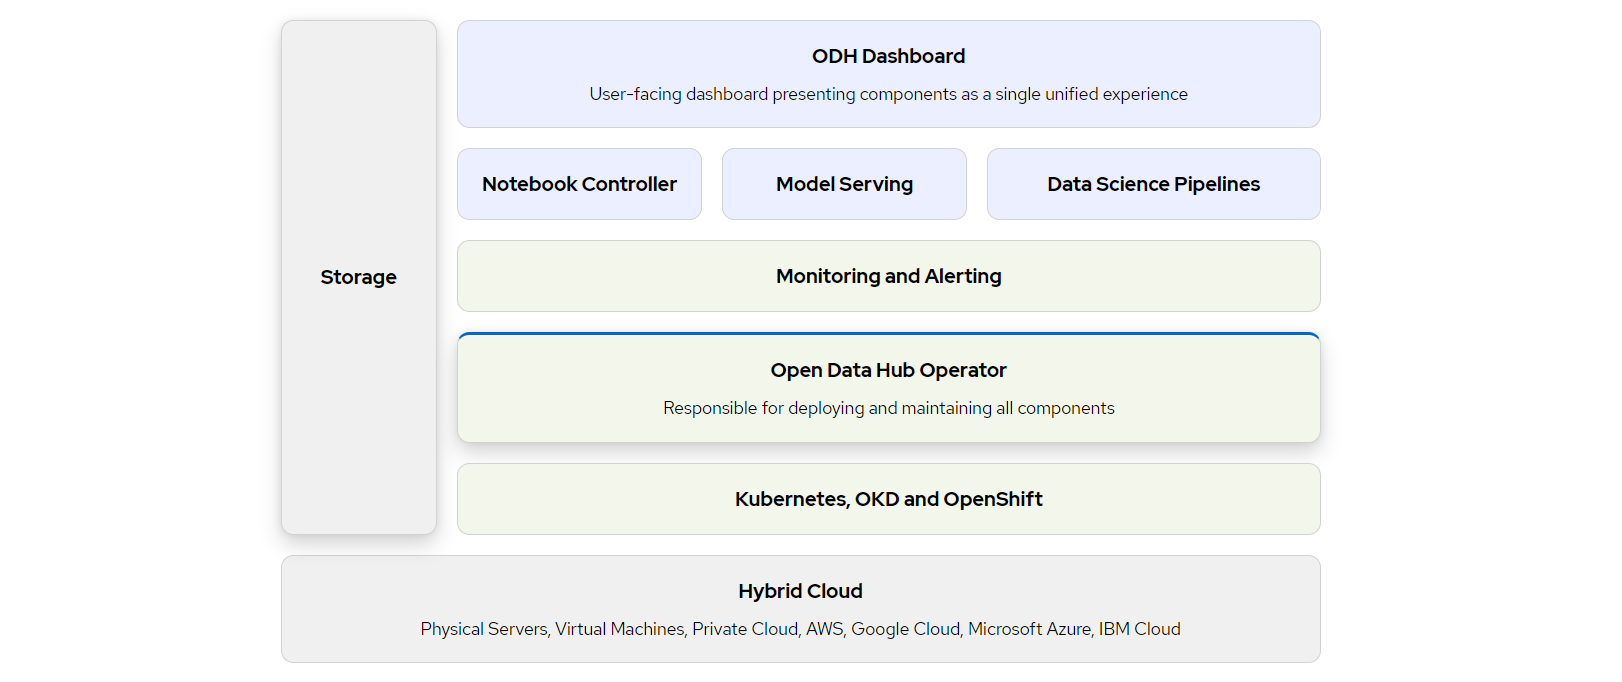 Storage
ODH Dashboard
User-facing dashboard presenting components as a single unified experience
Notebook Controller
Model Serving
Data Science Pipelines
Monitoring and Alerting
Open Data Hub Operator
Responsible for deploying and maintaining all components
Kubernetes, OKD and OpenShift
Hybrid Cloud
Physical Servers, Virtual Machines, Private Cloud, AWS, Google Cloud, Microsoft Azure, IBM Cloud